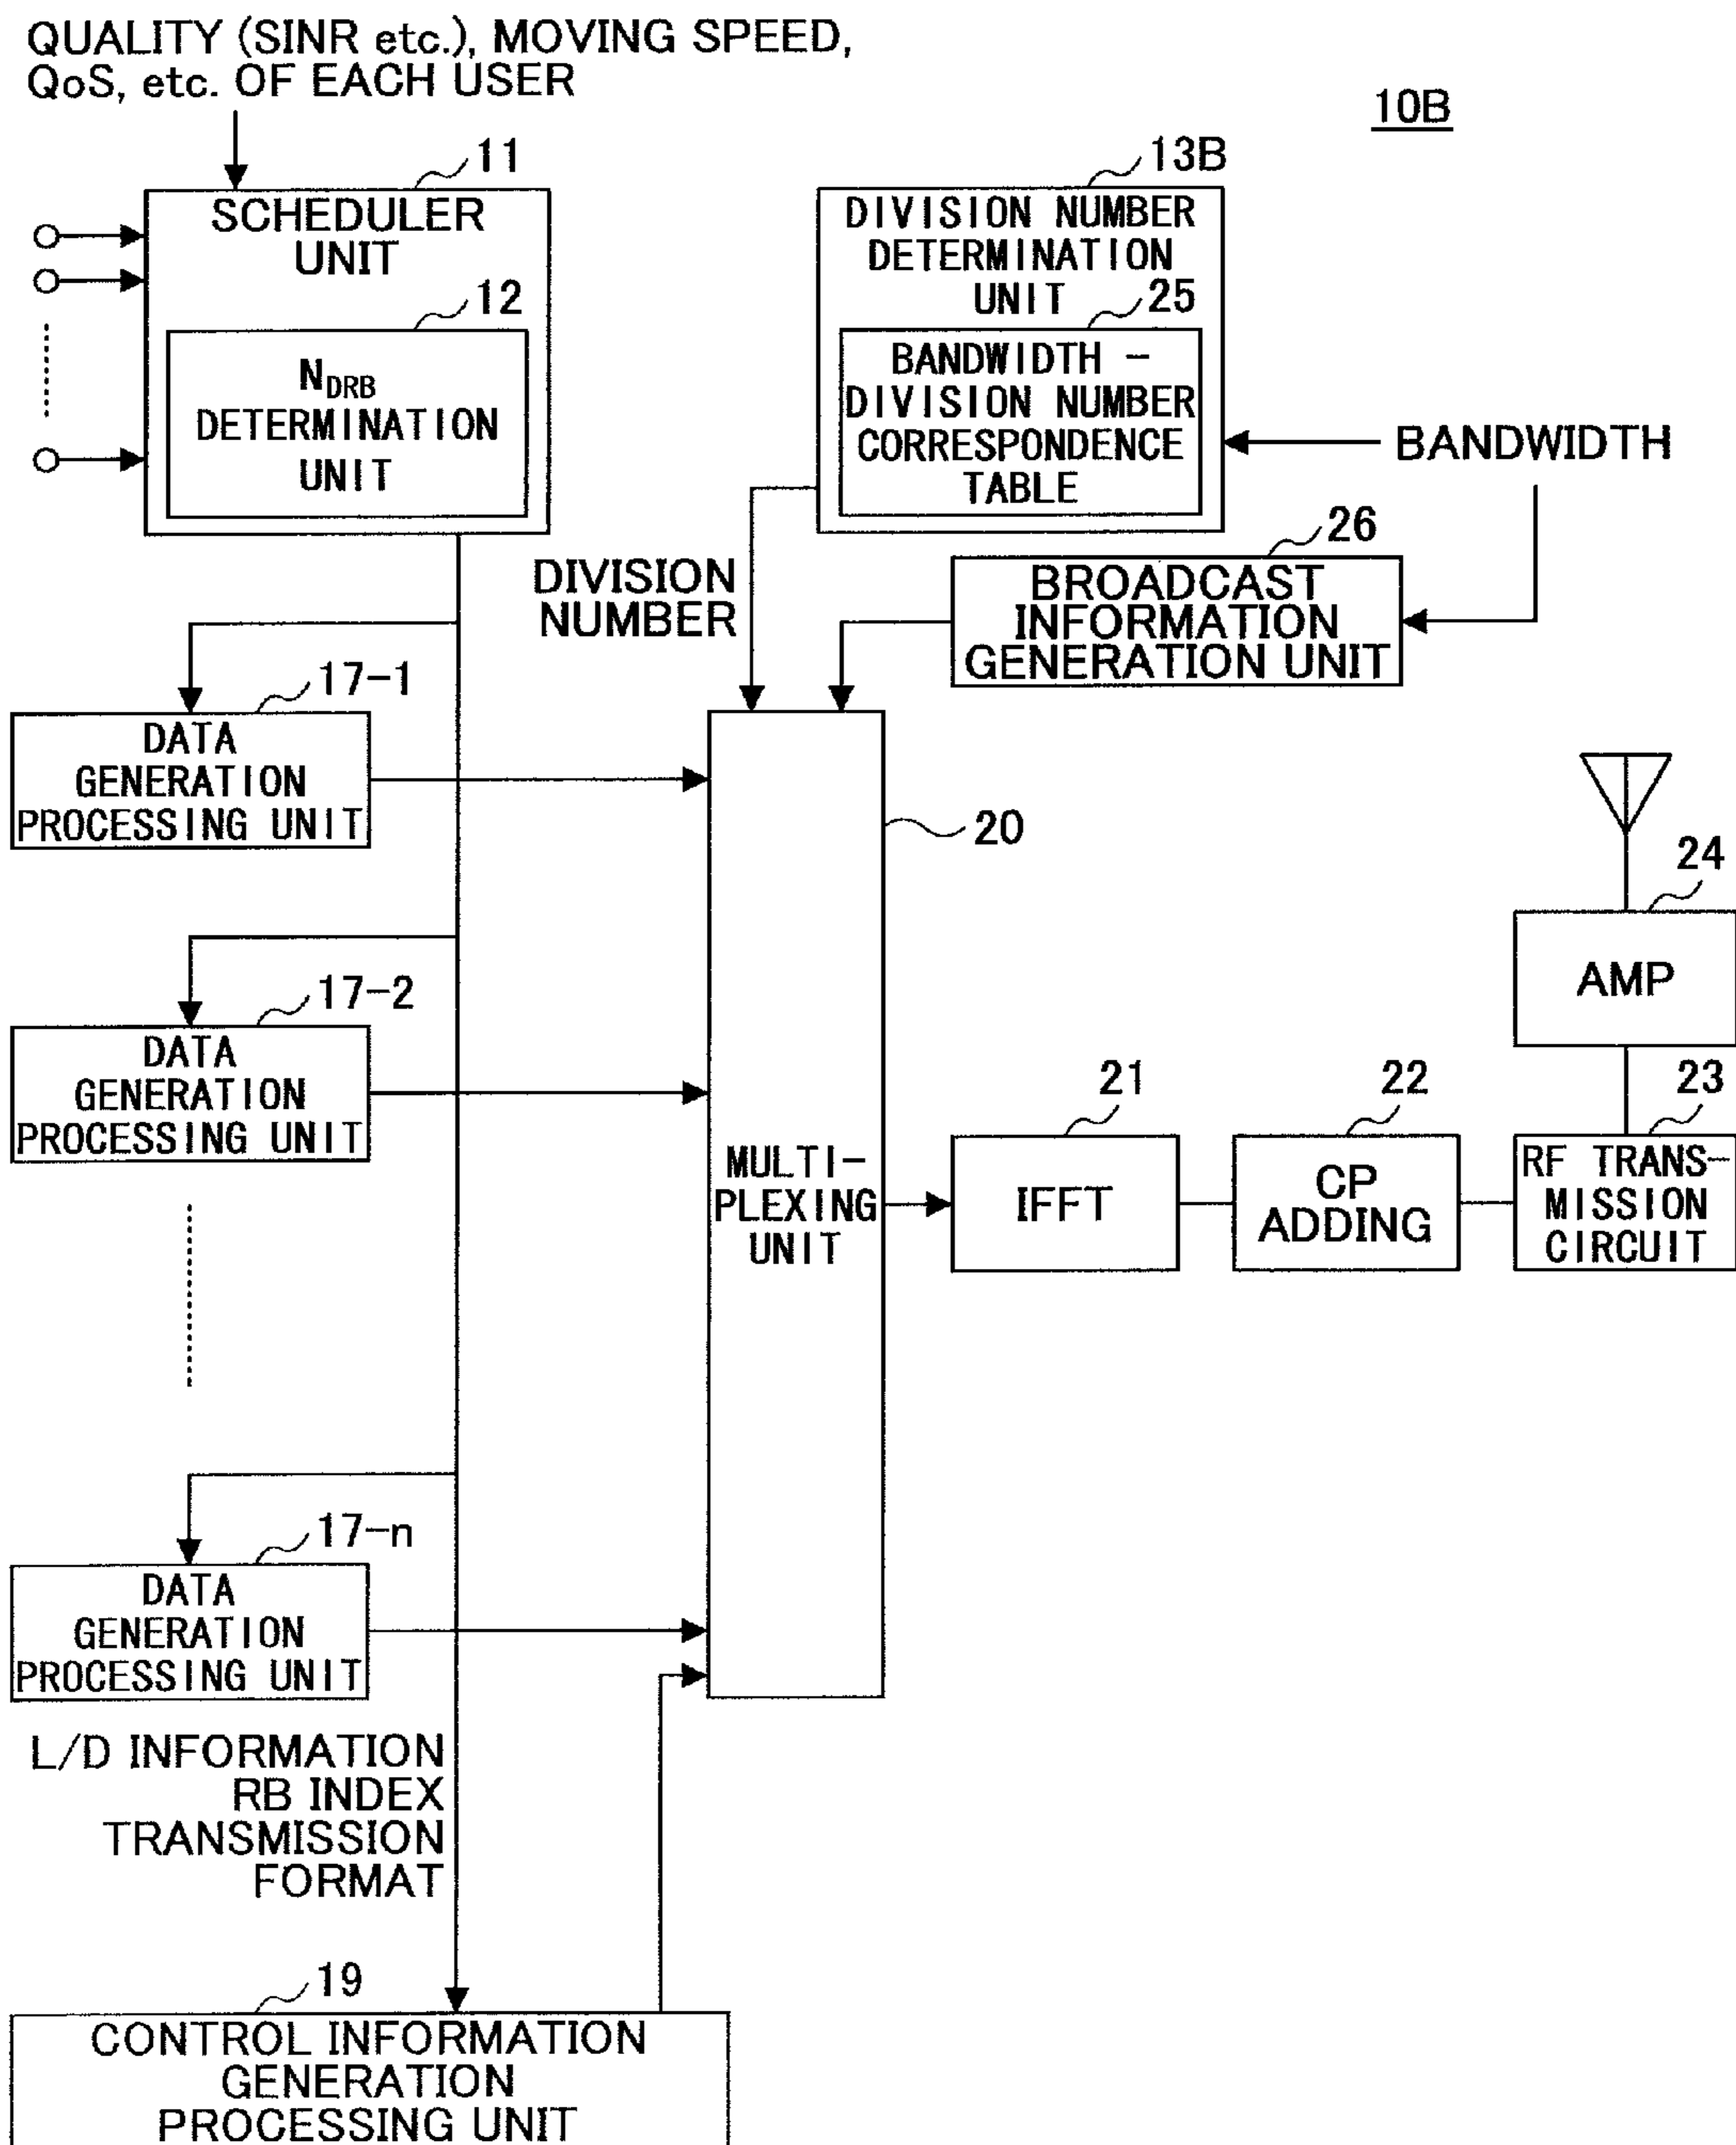 QUALITY (SINR etc.), MOVING SPEED,
QoS, etc. OF EACH USER
10B
11
SCHEDULER
UNIT
12
NDRB
DETERMINATION
UNIT
13B
DIVISION NUMBER
DETERMINATION
UNIT
25
BANDWIDTH -
DIVISION NUMBER
CORRESPONDENCE
TABLE
BANDWIDTH
26
BROADCAST
INFORMATION
GENERATION UNIT
DIVISION
NUMBER
17-1
DATA
GENERATION
PROCESSING UNIT
17-2
DATA
GENERATION
PROCESSING UNIT
17-n
DATA
GENERATION
PROCESSING UNIT
20
MULTI-
PLEXING
UNIT
21
IFFT
22
CP
ADDING
23
RF TRANS-
MISSION
CIRCUIT
24
AMP
L/D INFORMATION
RB INDEX
TRANSMISSION
FORMAT
19
CONTROL INFORMATION
GENERATION
PROCESSING UNIT